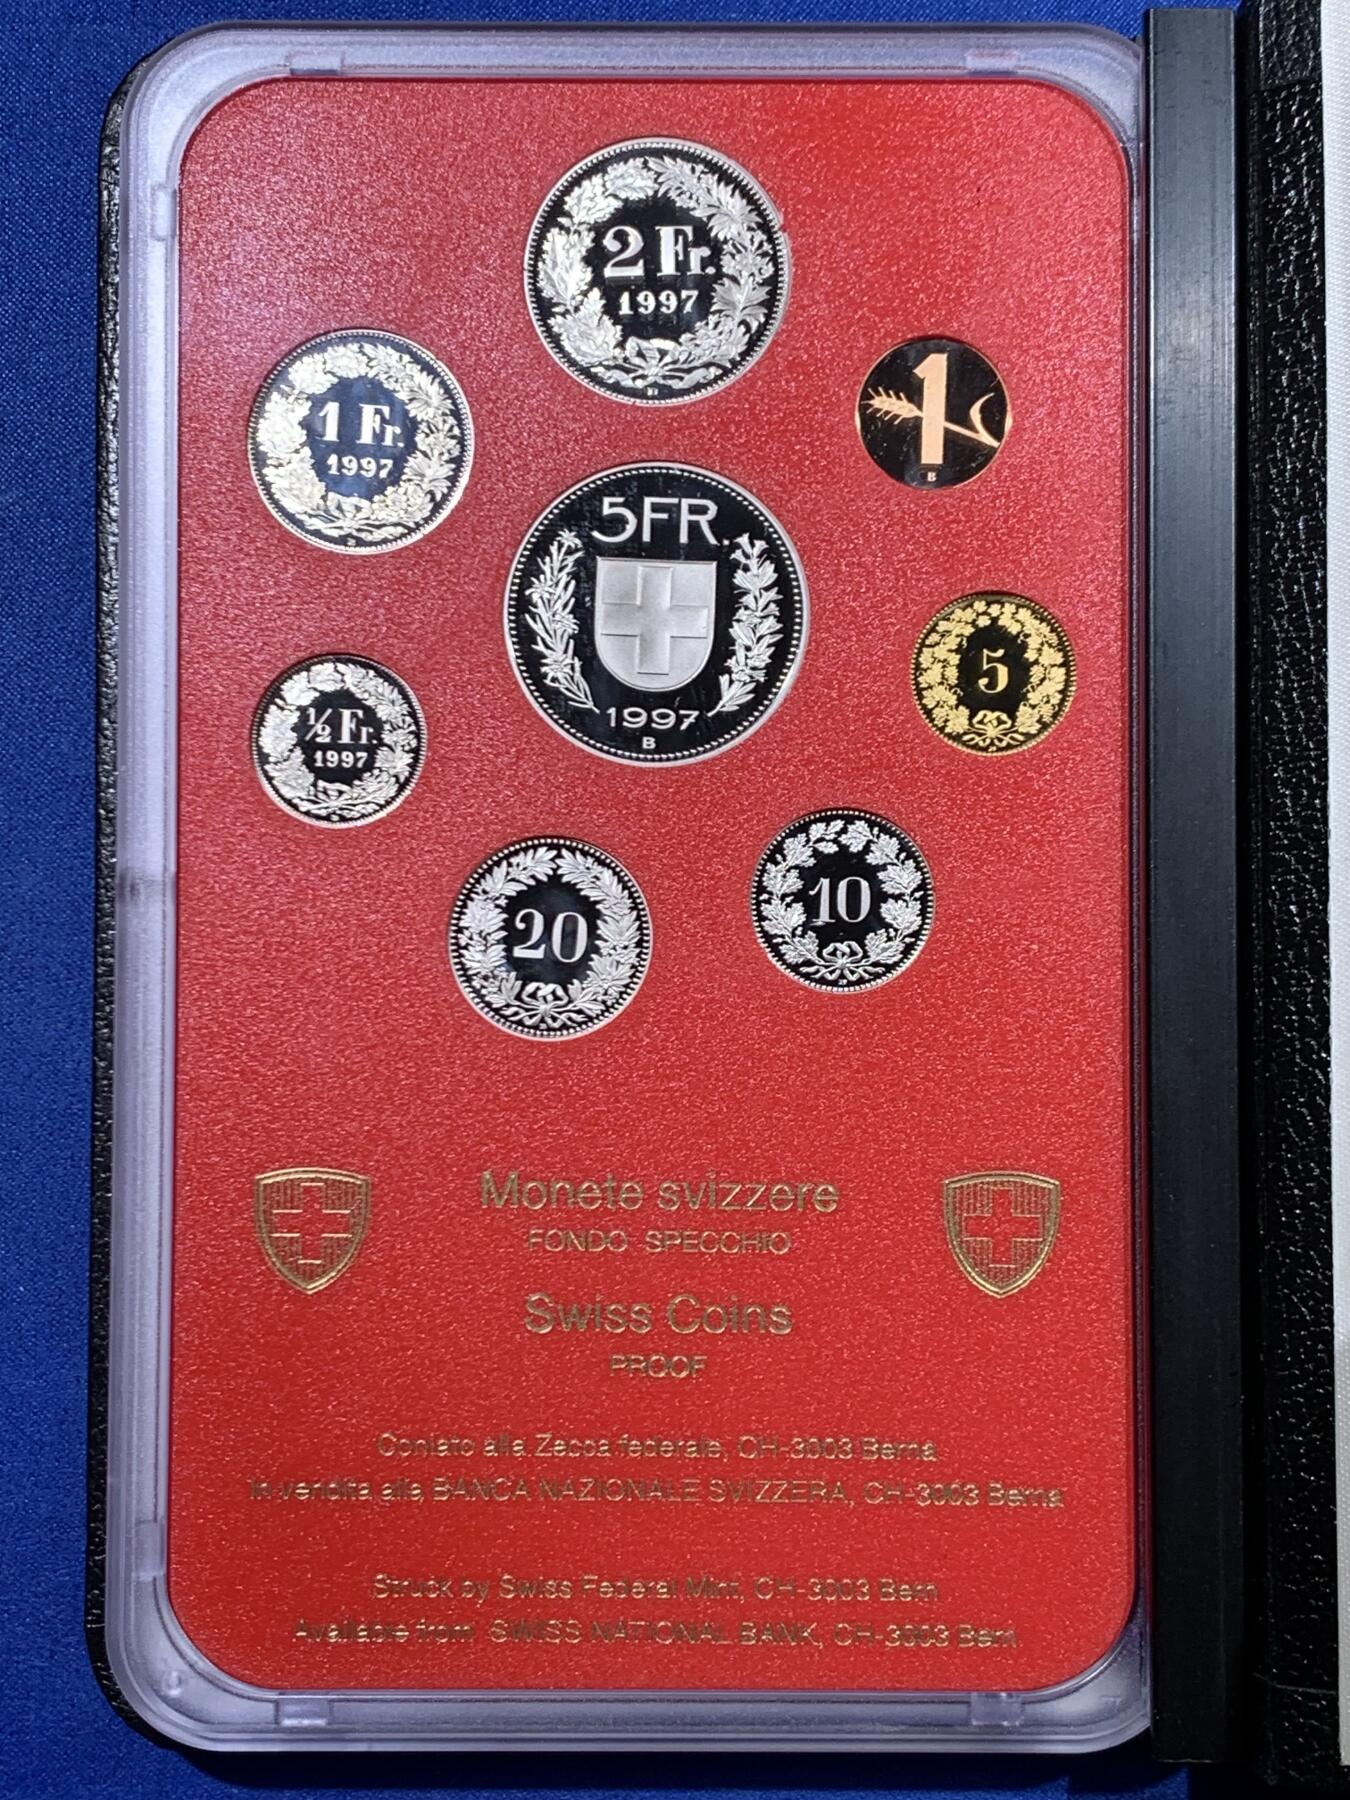 2 Fr.
1997
1 Fr.
1997
1
B
5FR.
1997
B
5
½ Fr.
1997
20
10
Monete svizzere
FONDO SPECCHIO
Swiss Coins
PROOF
Coniato alla Zecca federale, CH-3003 Berna
In vendita alla BANCA NAZIONALE SVIZZERA, CH-3003 Berna
Struck by Swiss Federal Mint, CH-3003 Bern
Available from SWISS NATIONAL BANK, CH-3003 Bern